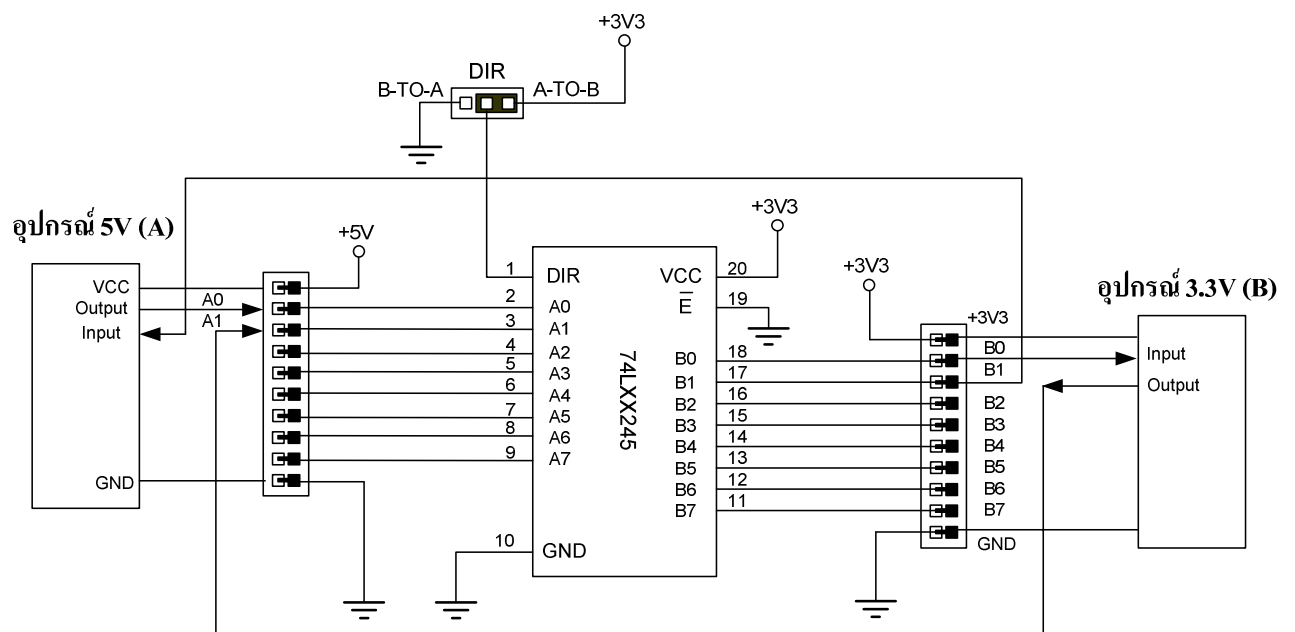 +3V3
DIR
B-TO-A
A-TO-B
+3V3
อุปกรณ์ 5V (A)
+5V
+3V3
อุปกรณ์ 3.3V (B)
VCC
Output
Input
GND
A0
A1
1
2
3
4
5
6
7
8
9
10
DIR
A0
A1
A2
A3
A4
A5
A6
A7
GND
74LXX245
VCC
E
B0
B1
B2
B3
B4
B5
B6
B7
20
19
18
17
16
15
14
13
12
11
+3V3
B0
B1
B2
B3
B4
B5
B6
B7
GND
Input
Output